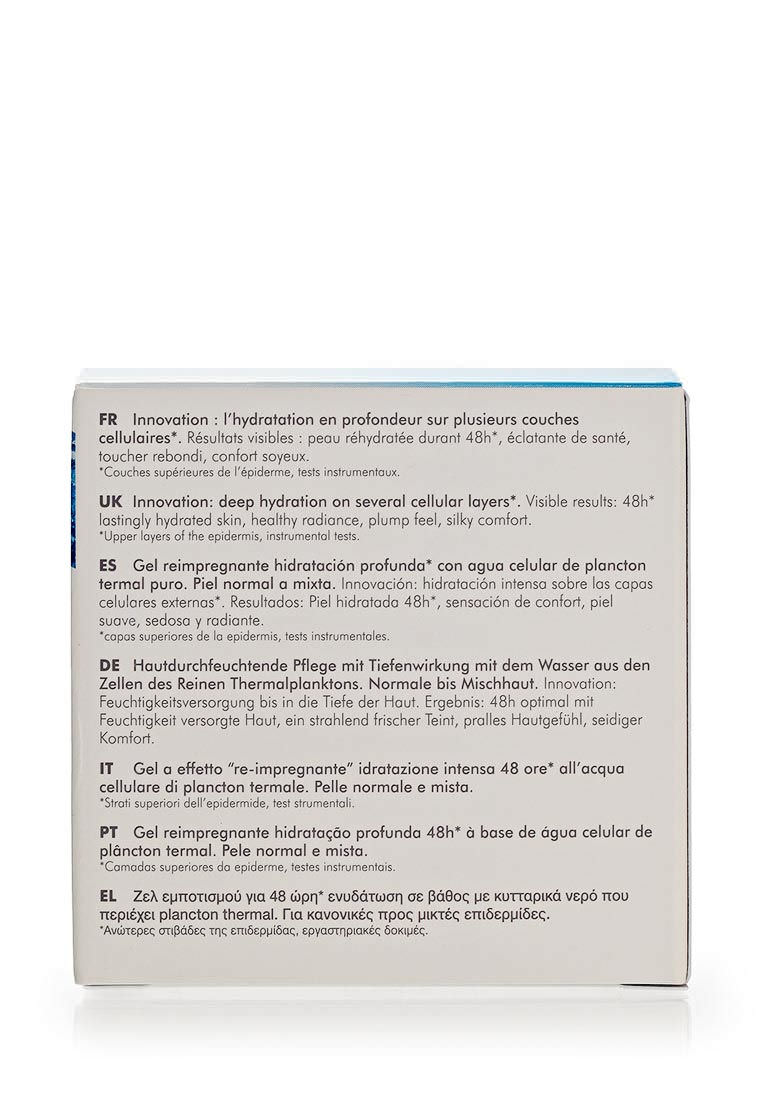 FR Innovation : l'hydratation en profondeur sur plusieurs couches
cellulaires*. Résultats visibles : peau réhydratée durant 48h*, éclatante de santé,
toucher rebondi, confort soyeux.
*Couches supérieures de l'épiderme, tests instrumentaux.
UK Innovation: deep hydration on several cellular layers*. Visible results: 48h*
lastingly hydrated skin, healthy radiance, plump feel, silky comfort.
*Upper layers of the epidermis, instrumental tests.
ES Gel reimpregnante hidratación profunda* con agua celular de plancton
termal puro. Piel normal a mixta. Innovación: hidratación intensa sobre las capas
celulares externas*. Resultados: Piel hidratada 48h*, sensación de confort, piel
suave, sedosa y radiante.
*capas superiores de la epidermis, tests instrumentales.
DE Hautdurchfeuchtende Pflege mit Tiefenwirkung mit dem Wasser aus den
Zellen des Reinen Thermalplanktons. Normale bis Mischhaut. Innovation:
Feuchtigkeitsversorgung bis in die Tiefe der Haut. Ergebnis: 48h optimal mit
Feuchtigkeit versorgte Haut, ein strahlend frischer Teint, pralles Hautgefühl, seidiger
Komfort.
IT Gel a effetto "re-impregnante" idratazione intensa 48 ore* all'acqua
cellulare di plancton termale. Pelle normale e mista.
*Strati superiori dell'epidermide, test strumentali.
PT Gel reimpregnante hidratação profunda 48h* à base de água celular de
plâncton termal. Pele normal e mista.
*Camadas superiores da epiderme, testes instrumentais.
EL Ζελ εμποτισμού για 48 ώρη* ενυδάτωση σε βάθος με κυτταρικά νερό που
περιέχει plancton thermal. Για κανονικές προς μικτές επιδερμίδες.
*Ανώτερες στιβάδες της επιδερμίδας, εργαστηριακές δοκιμές.